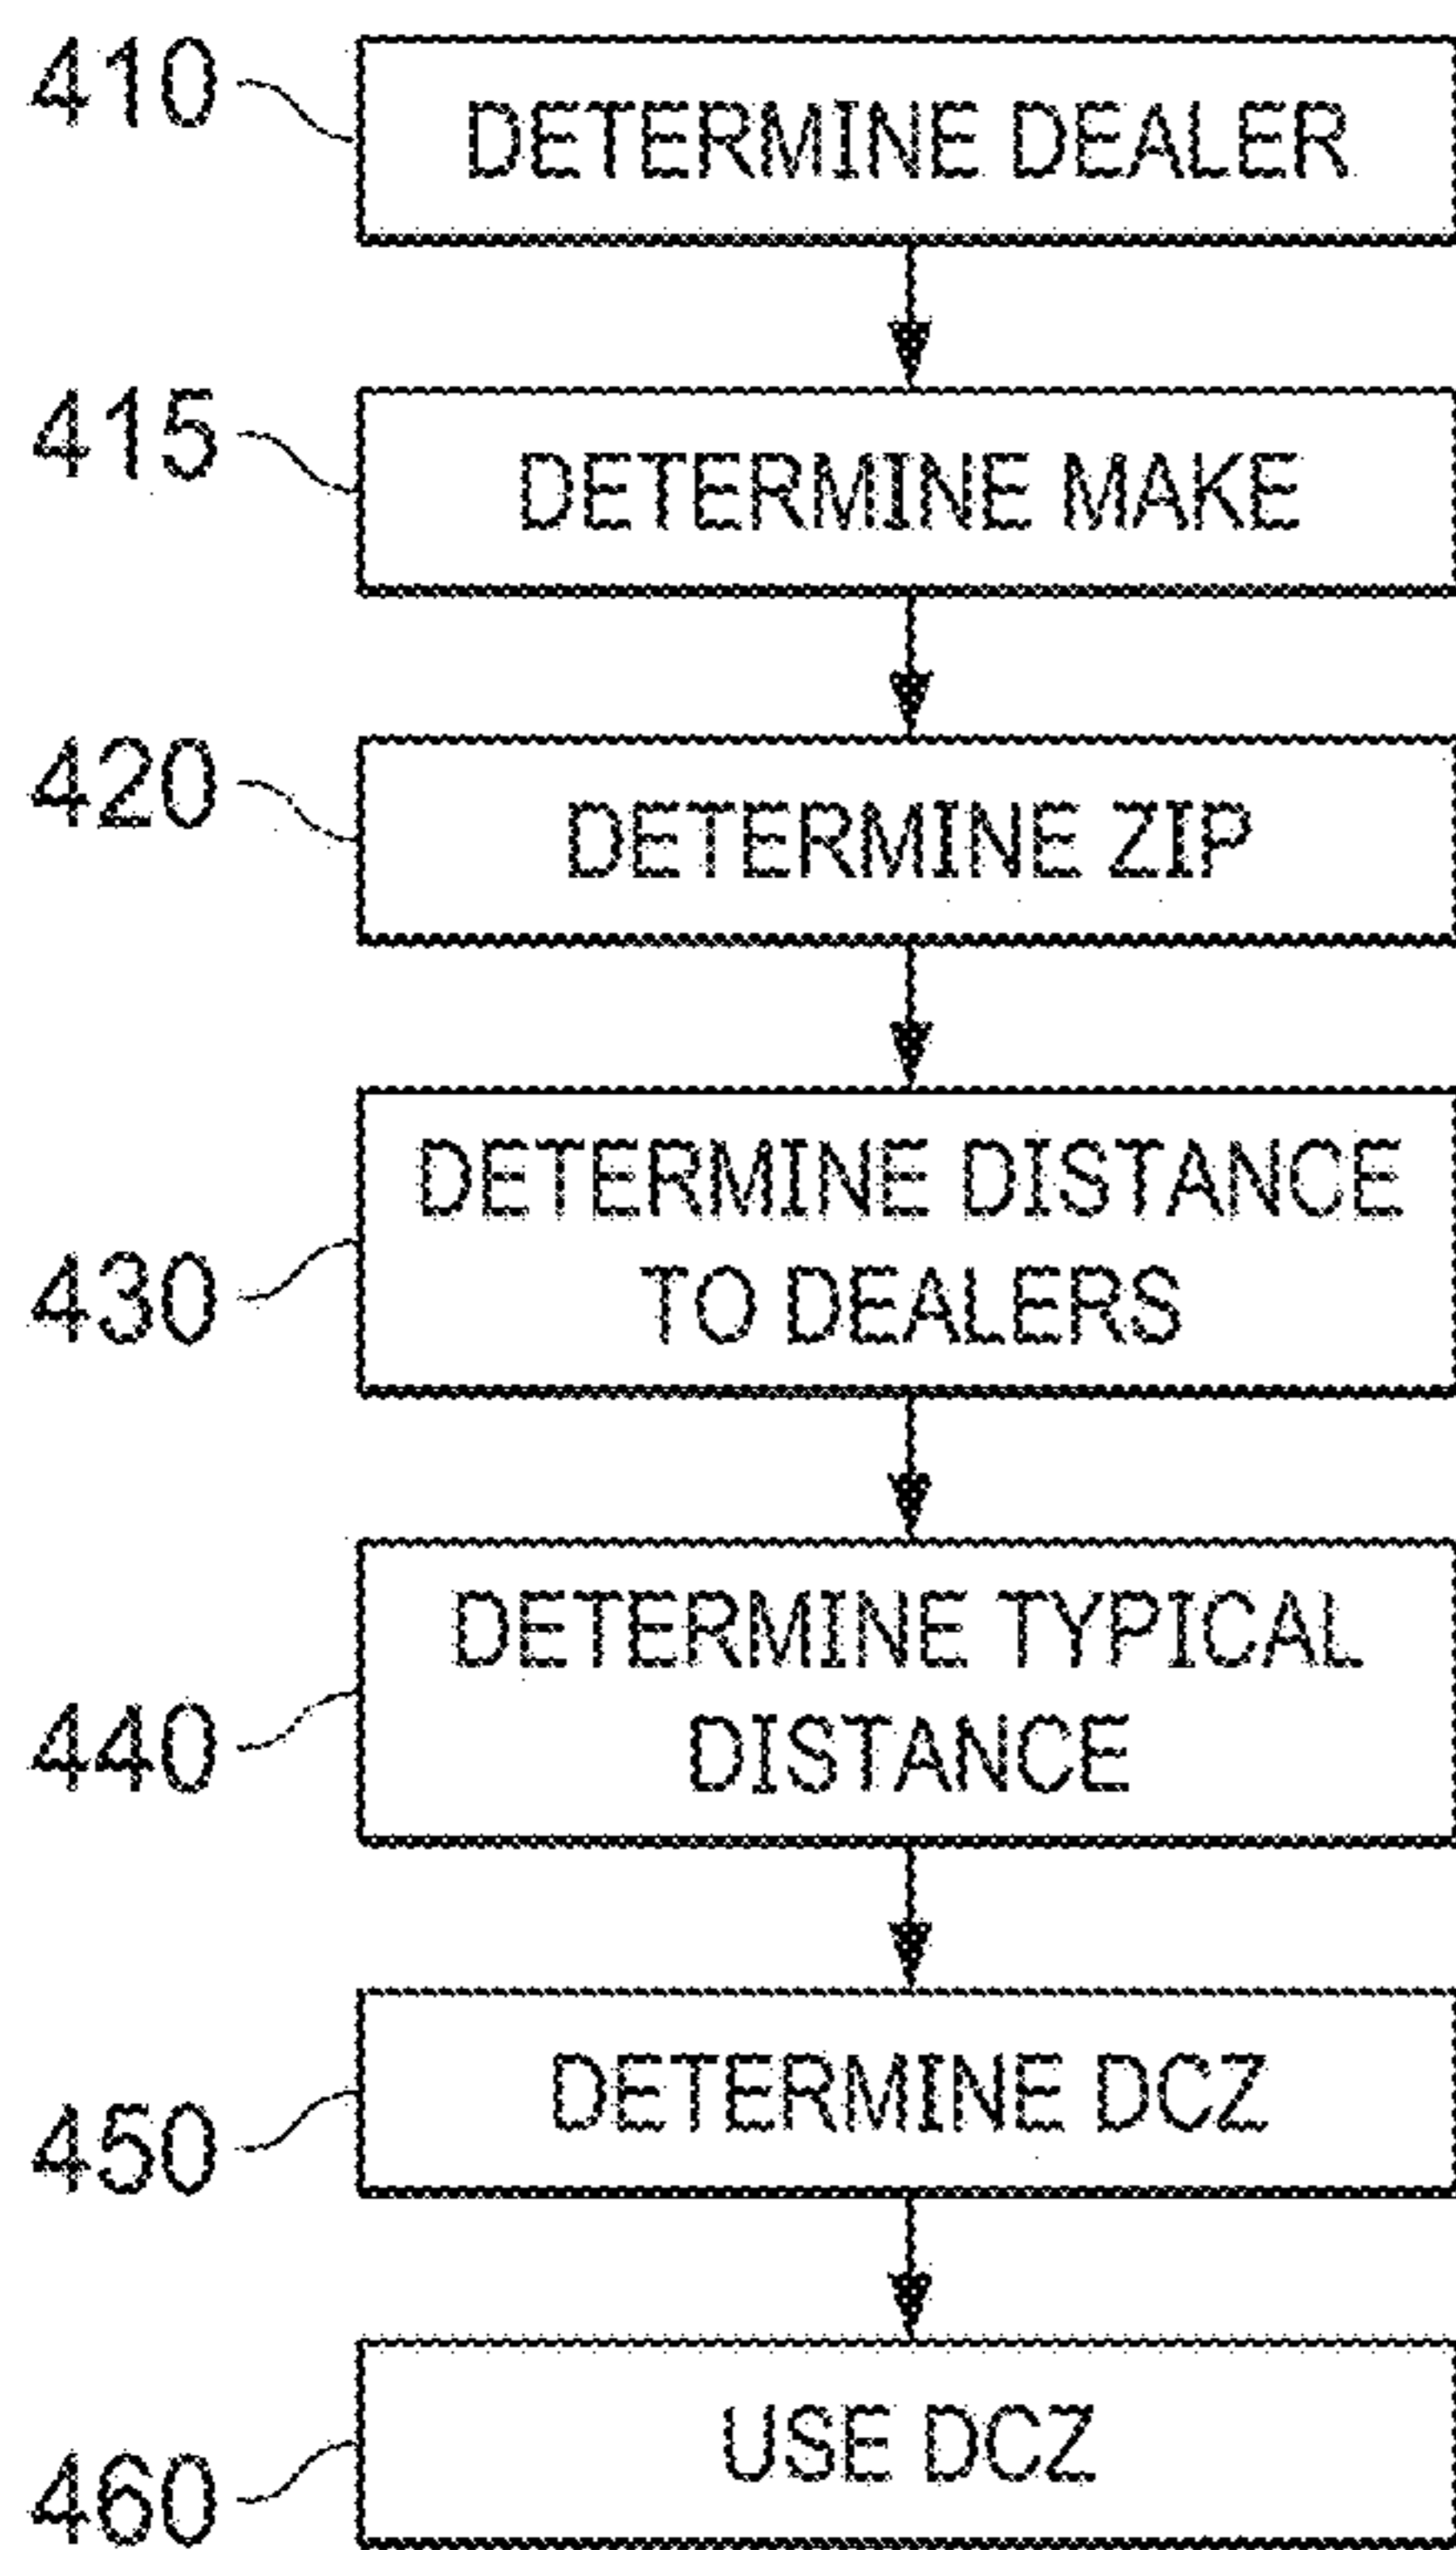 410
DETERMINE DEALER
415
DETERMINE MAKE
420
DETERMINE ZIP
DETERMINE DISTANCE
TO DEALERS
430
DETERMINE TYPICAL
DISTANCE
440
DETERMINE DCZ
450
USE DCZ
460